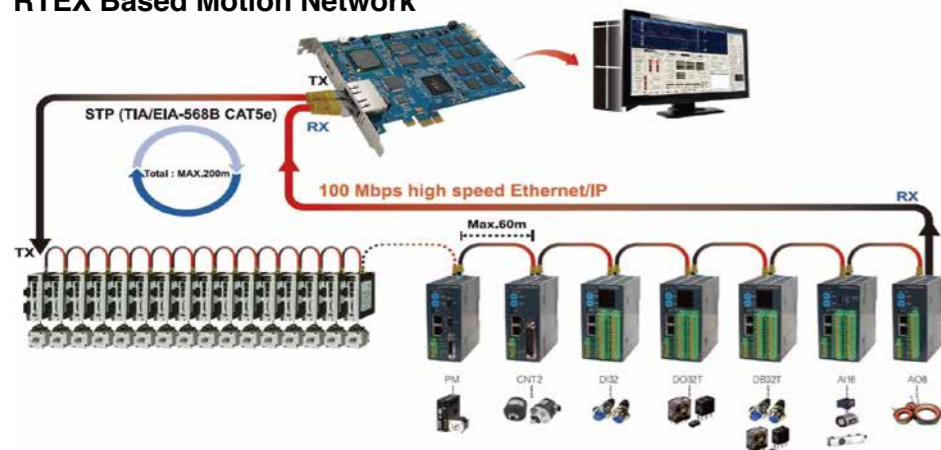 RTEX Based Motion Network
TX
STP (TIA/EIA-568B CAT5e)
RX
Total : MAX.200m
100 Mbps high speed Ethernet/IP
RX
Max.60m
TX
PM
CNT2
DI32
DO32T
DB32T
AI16
AO8